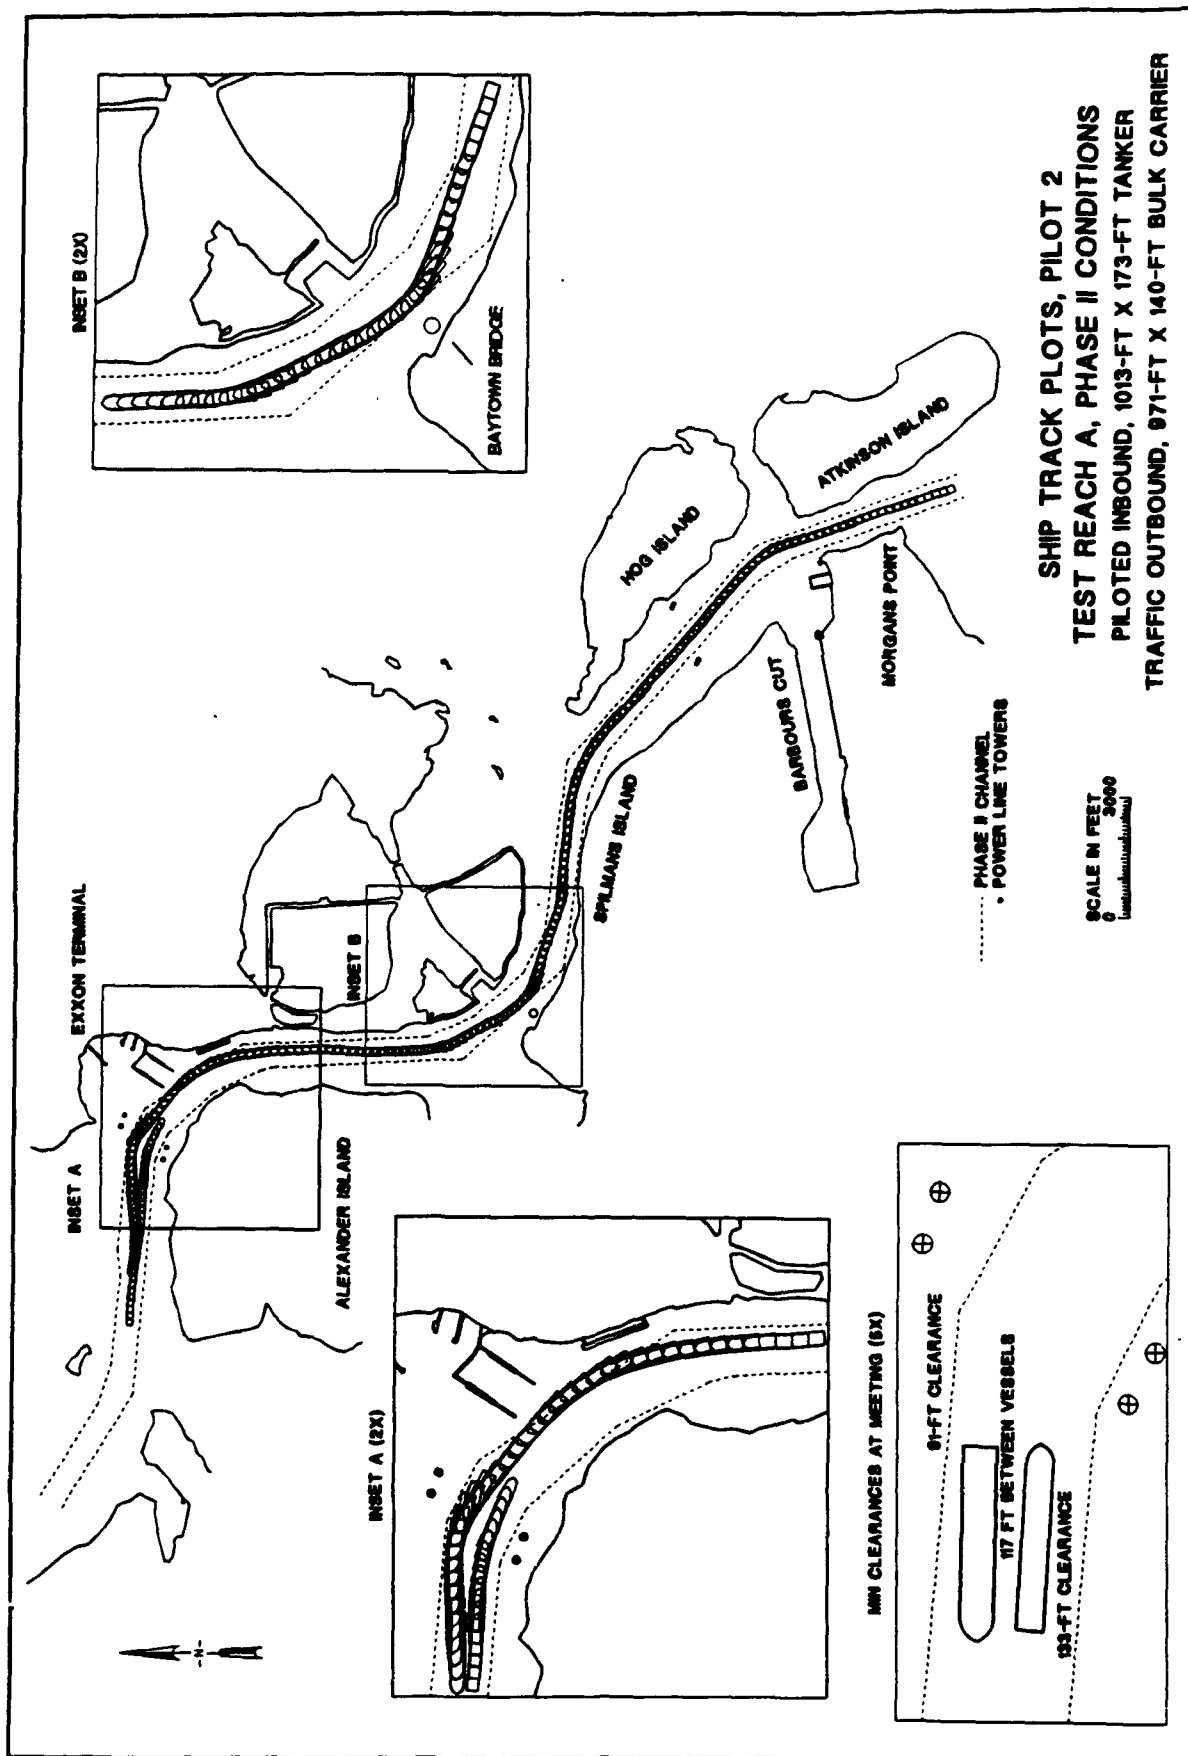 INSET B (2X)
BAYTOWN BRIDGE
EXXON TERMINAL
INSET A
INSET B
ALEXANDER ISLAND
HOG ISLAND
ATKINSON ISLAND
SPILMANS ISLAND
BARBOURS CUT
MORGANS POINT
-N-
INSET A (2X)
MIN CLEARANCES AT MEETING (5X)
91-FT CLEARANCE
117 FT BETWEEN VESSELS
133-FT CLEARANCE
PHASE II CHANNEL
POWER LINE TOWERS
SCALE IN FEET
0 3000
SHIP TRACK PLOTS, PILOT 2
TEST REACH A, PHASE II CONDITIONS
PILOTED INBOUND, 1013-FT X 173-FT TANKER
TRAFFIC OUTBOUND, 971-FT X 140-FT BULK CARRIER